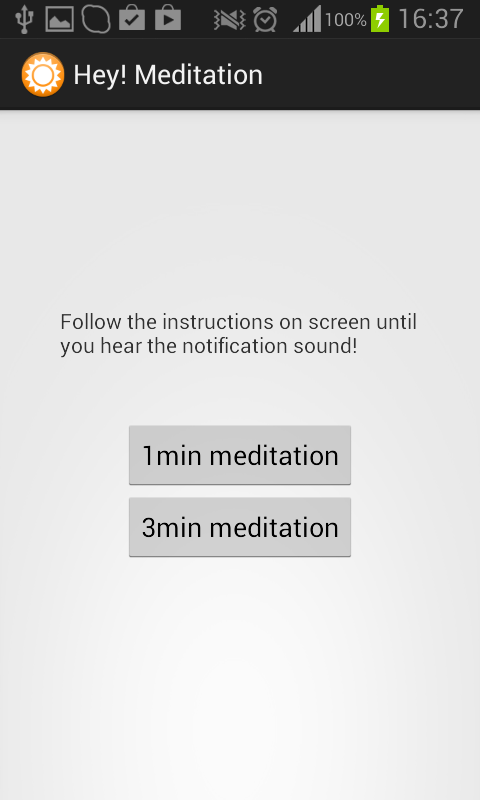 100% 16:37
Hey! Meditation
Follow the instructions on screen until
you hear the notification sound!
1min meditation
3min meditation